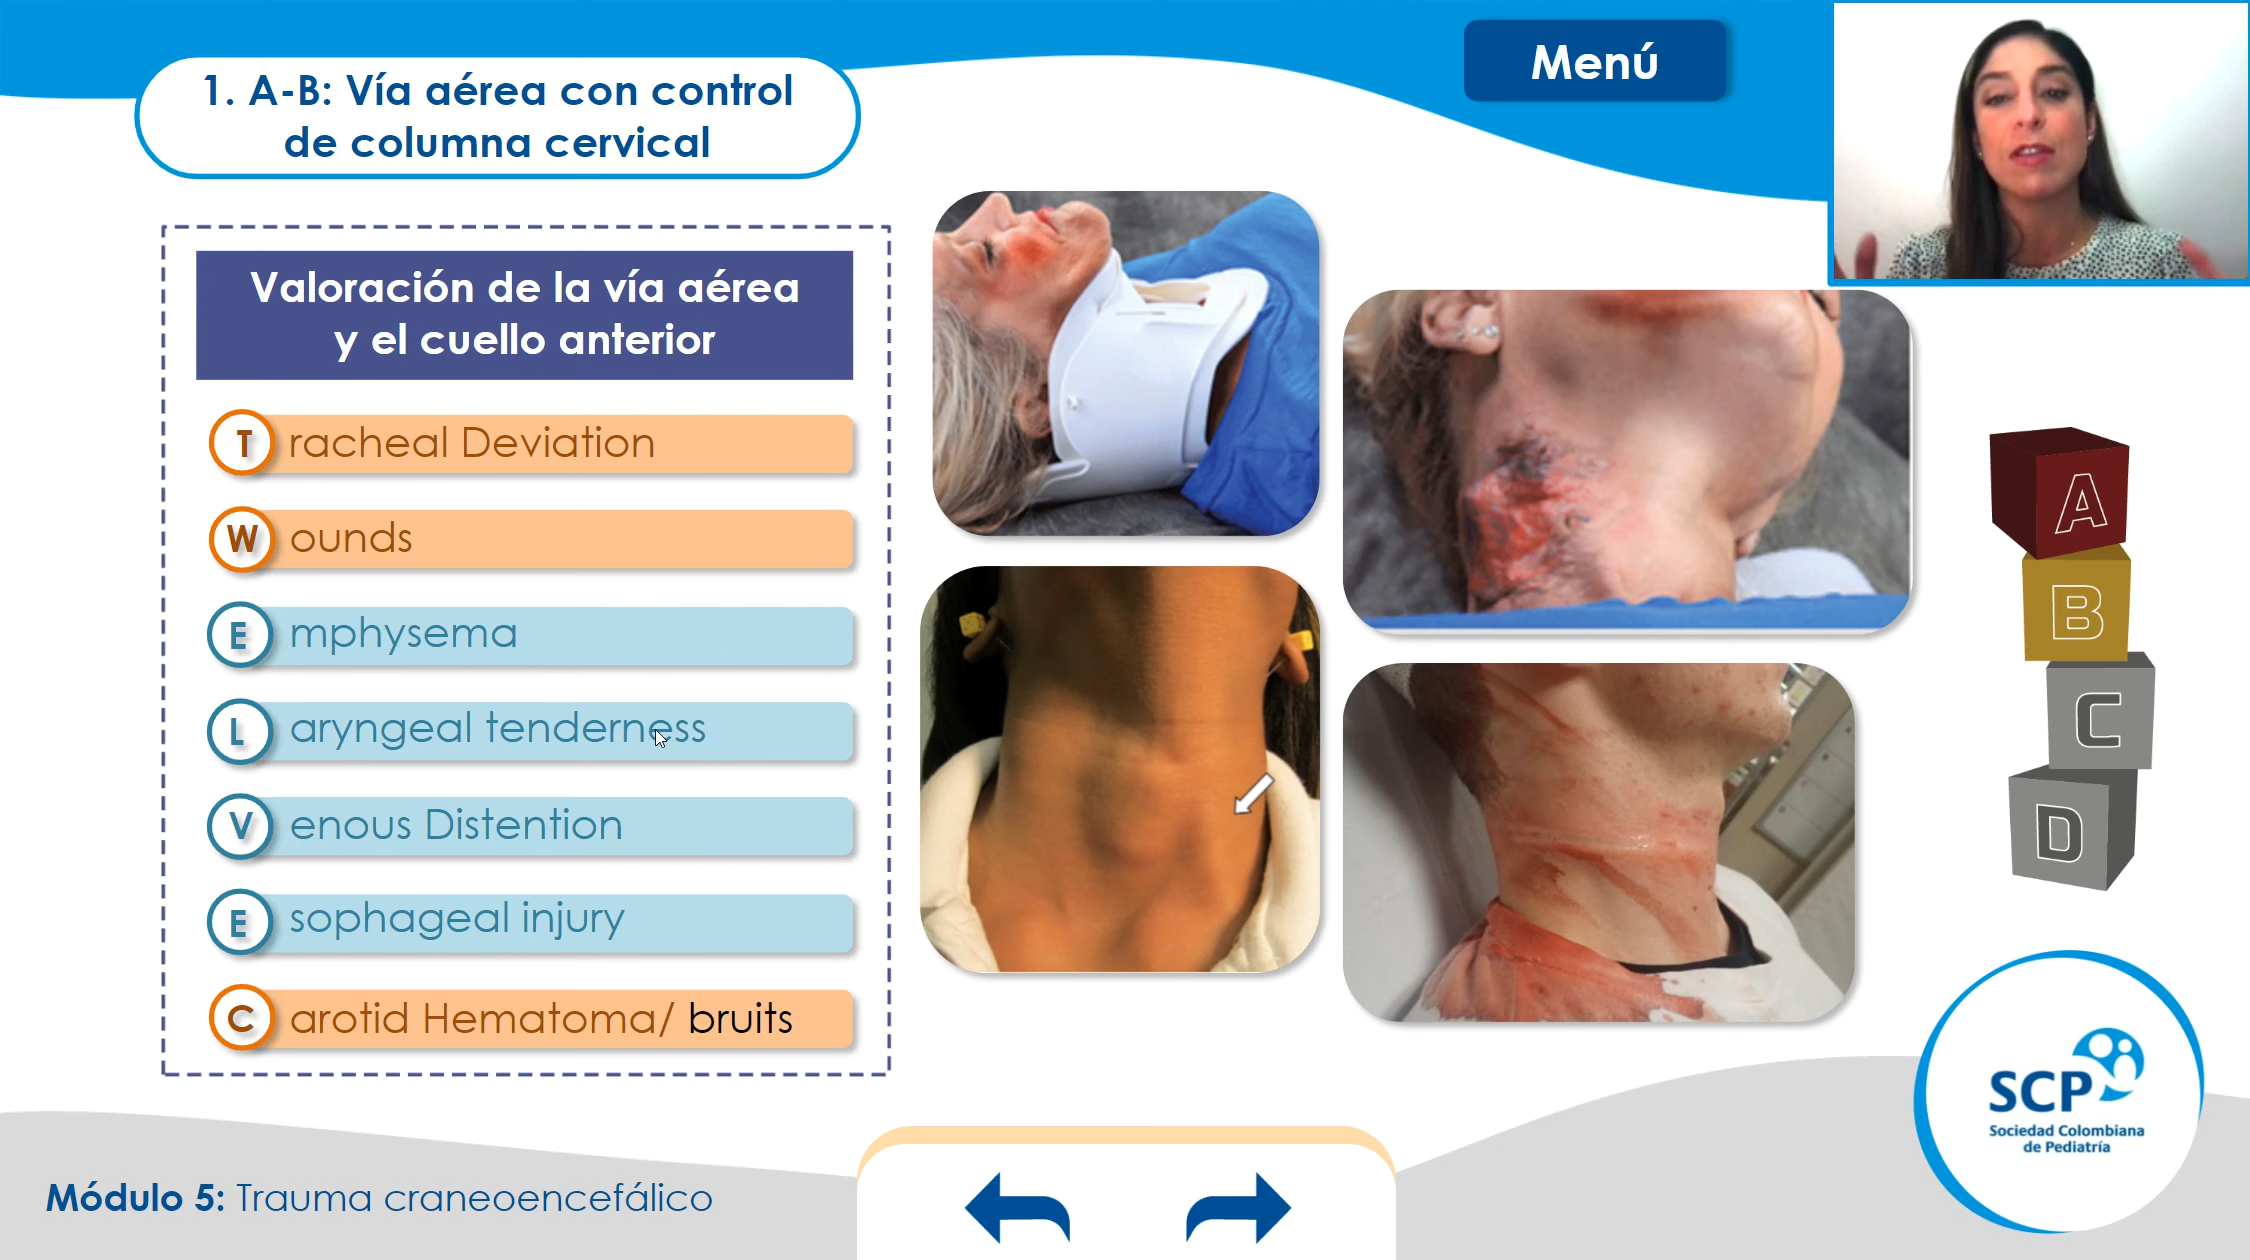 1. A-B: Vía aérea con control
de columna cervical
Menú
Valoración de la vía aérea
y el cuello anterior
T racheal Deviation
W ounds
E mphysema
L aryngeal tenderness
V enous Distention
E sophageal injury
C arotid Hematoma/ bruits
A
B
C
D
SCP
Sociedad Colombiana
de Pediatría
Módulo 5: Trauma craneoencefálico